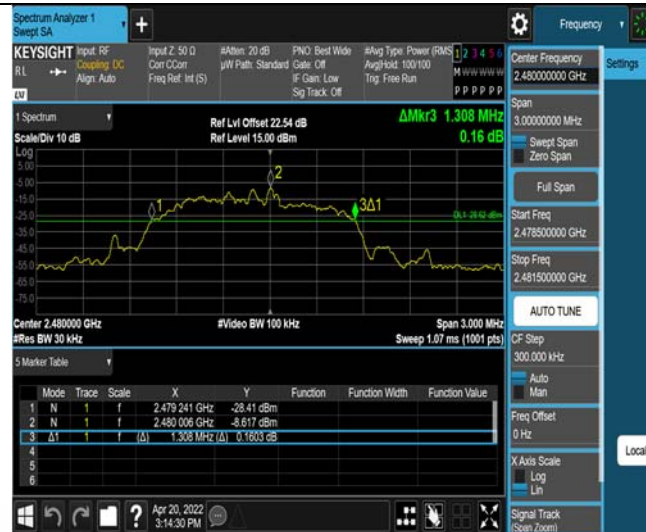 Spectrum Analyzer 1
Swept SA
Frequency
KEYSIGHT
RL
Input: RF
Coupling: DC
Align: Auto
Input Z: 50 Ω
Corr CCorr
Freq Ref: Int (S)
#Atten: 20 dB
µW Path: Standard
PNO: Best Wide
Gate: Off
IF Gain: Low
Sig Track: Off
#Avg Type: Power (RMS
Avg|Hold: 100/100
Trig: Free Run
1 2 3 4 5 6
M W W W W W
P P P P P P
1 Spectrum
Scale/Div 10 dB
Ref Lvl Offset 22.54 dB
Ref Level 15.00 dBm
ΔMkr3 1.308 MHz
0.16 dB
Log
5.00
-5.00
-15.0
-25.0
-35.0
-45.0
-55.0
-65.0
-75.0
1
2
3Δ1
DL1 -28.62 dBm
Center 2.480000 GHz
#Res BW 30 kHz
#Video BW 100 kHz
Span 3.000 MHz
Sweep 1.07 ms (1001 pts)
5 Marker Table
Mode Trace Scale X Y Function Function Width Function Value
1 N 1 f 2.479 241 GHz -28.41 dBm
2 N 1 f 2.480 006 GHz -8.617 dBm
3 Δ1 1 f (Δ) 1.308 MHz (Δ) 0.1603 dB
4
5
6
Apr 20, 2022
3:14:30 PM
Center Frequency
2.480000000 GHz
Settings
Span
3.00000000 MHz
Swept Span
Zero Span
Full Span
Start Freq
2.478500000 GHz
Stop Freq
2.481500000 GHz
AUTO TUNE
CF Step
300.000 kHz
Auto
Man
Freq Offset
0 Hz
X Axis Scale
Log
Lin
Local
Signal Track
(Span Zoom)